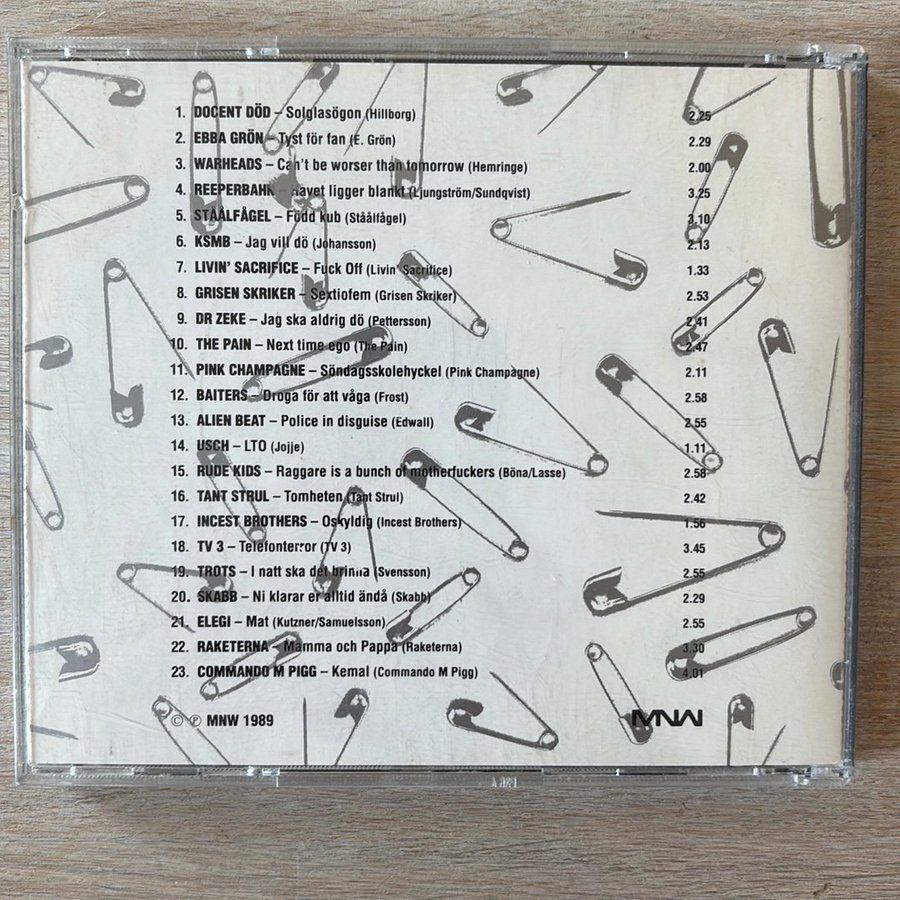 1. DOCENT DÖD – Solglasögon (Hillborg) 2.25
2. EBBA GRÖN – Tyst för fan (E. Grön) 2.29
3. WARHEADS – Can't be worser than tomorrow (Hemringe) 2.00
4. REEPERBAHN – Havet ligger blankt (Ljungström/Sundqvist) 3.25
5. STÅÅLFÅGEL – Född kub (Ståålfågel) 3.10
6. KSMB – Jag vill dö (Johansson) 2.13
7. LIVIN' SACRIFICE – Fuck Off (Livin' Sacrifice) 1.33
8. GRISEN SKRIKER – Sextiofem (Grisen Skriker) 2.53
9. DR ZEKE – Jag ska aldrig dö (Pettersson) 2.41
10. THE PAIN – Next time ego (The Pain) 2.47
11. PINK CHAMPAGNE – Söndagsskolehyckel (Pink Champagne) 2.11
12. BAITERS – Droga för att våga (Frost) 2.58
13. ALIEN BEAT – Police in disguise (Edwall) 2.55
14. USCH – LTO (Jojje) 1.11
15. RUDE KIDS – Raggare is a bunch of motherfuckers (Böna/Lasse) 2.58
16. TANT STRUL – Tomheten (Tant Strul) 2.42
17. INCEST BROTHERS – Oskyldig (Incest Brothers) 1.56
18. TV 3 – Telefonterror (TV 3) 3.45
19. TROTS – I natt ska det brinna (Svensson) 2.55
20. SKABB – Ni klarar er alltid ändå (Skabb) 2.29
21. ELEGI – Mat (Kutzner/Samuelsson) 2.55
22. RAKETERNA – Mamma och Pappa (Raketerna) 3.30
23. COMMANDO M PIGG – Kemal (Commando M Pigg) 4.01
© ℗ MNW 1989 MNW